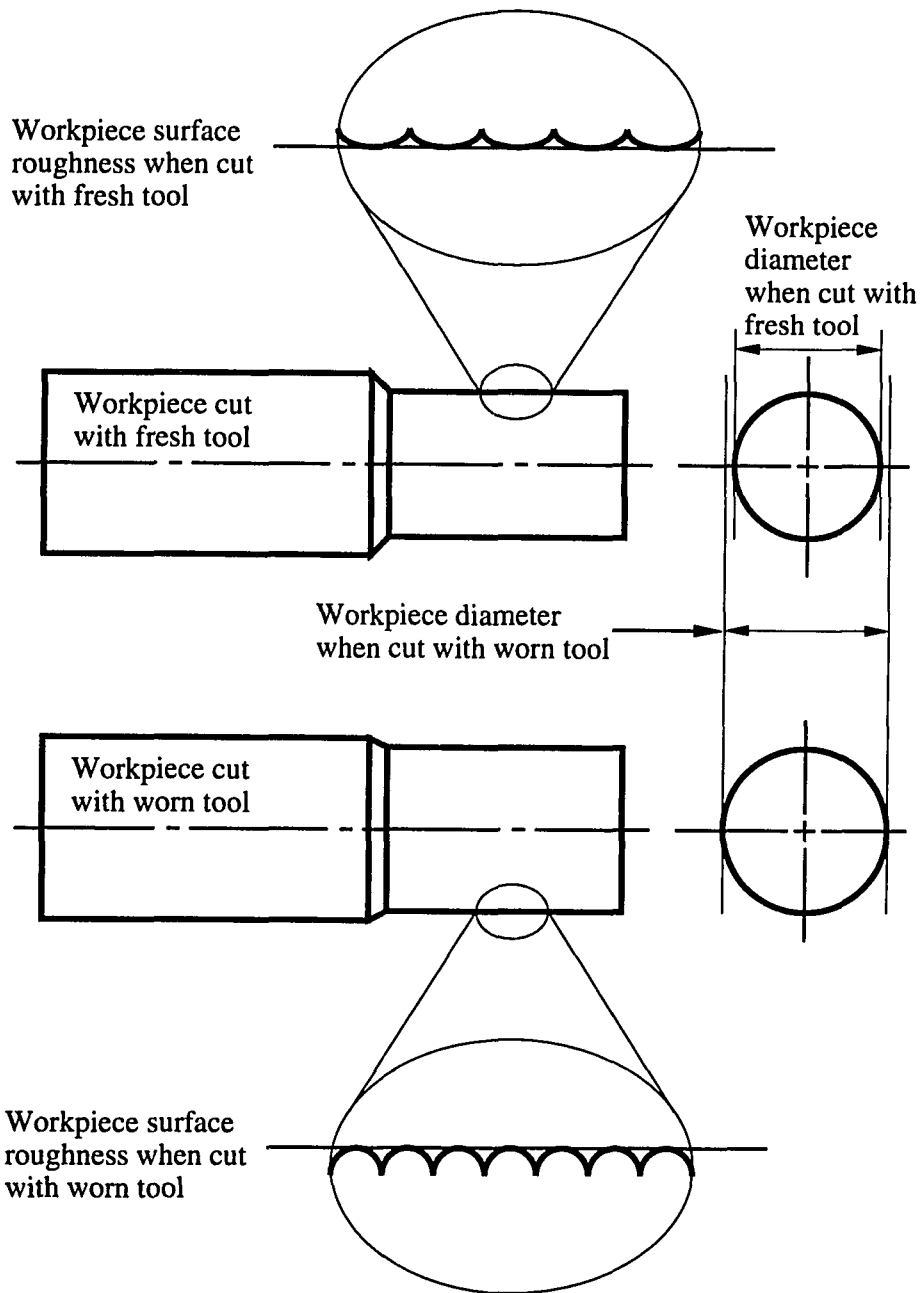 Workpiece surface
roughness when cut
with fresh tool
Workpiece
diameter
when cut with
fresh tool
Workpiece cut
with fresh tool
Workpiece diameter
when cut with worn tool
Workpiece cut
with worn tool
Workpiece surface
roughness when cut
with worn tool